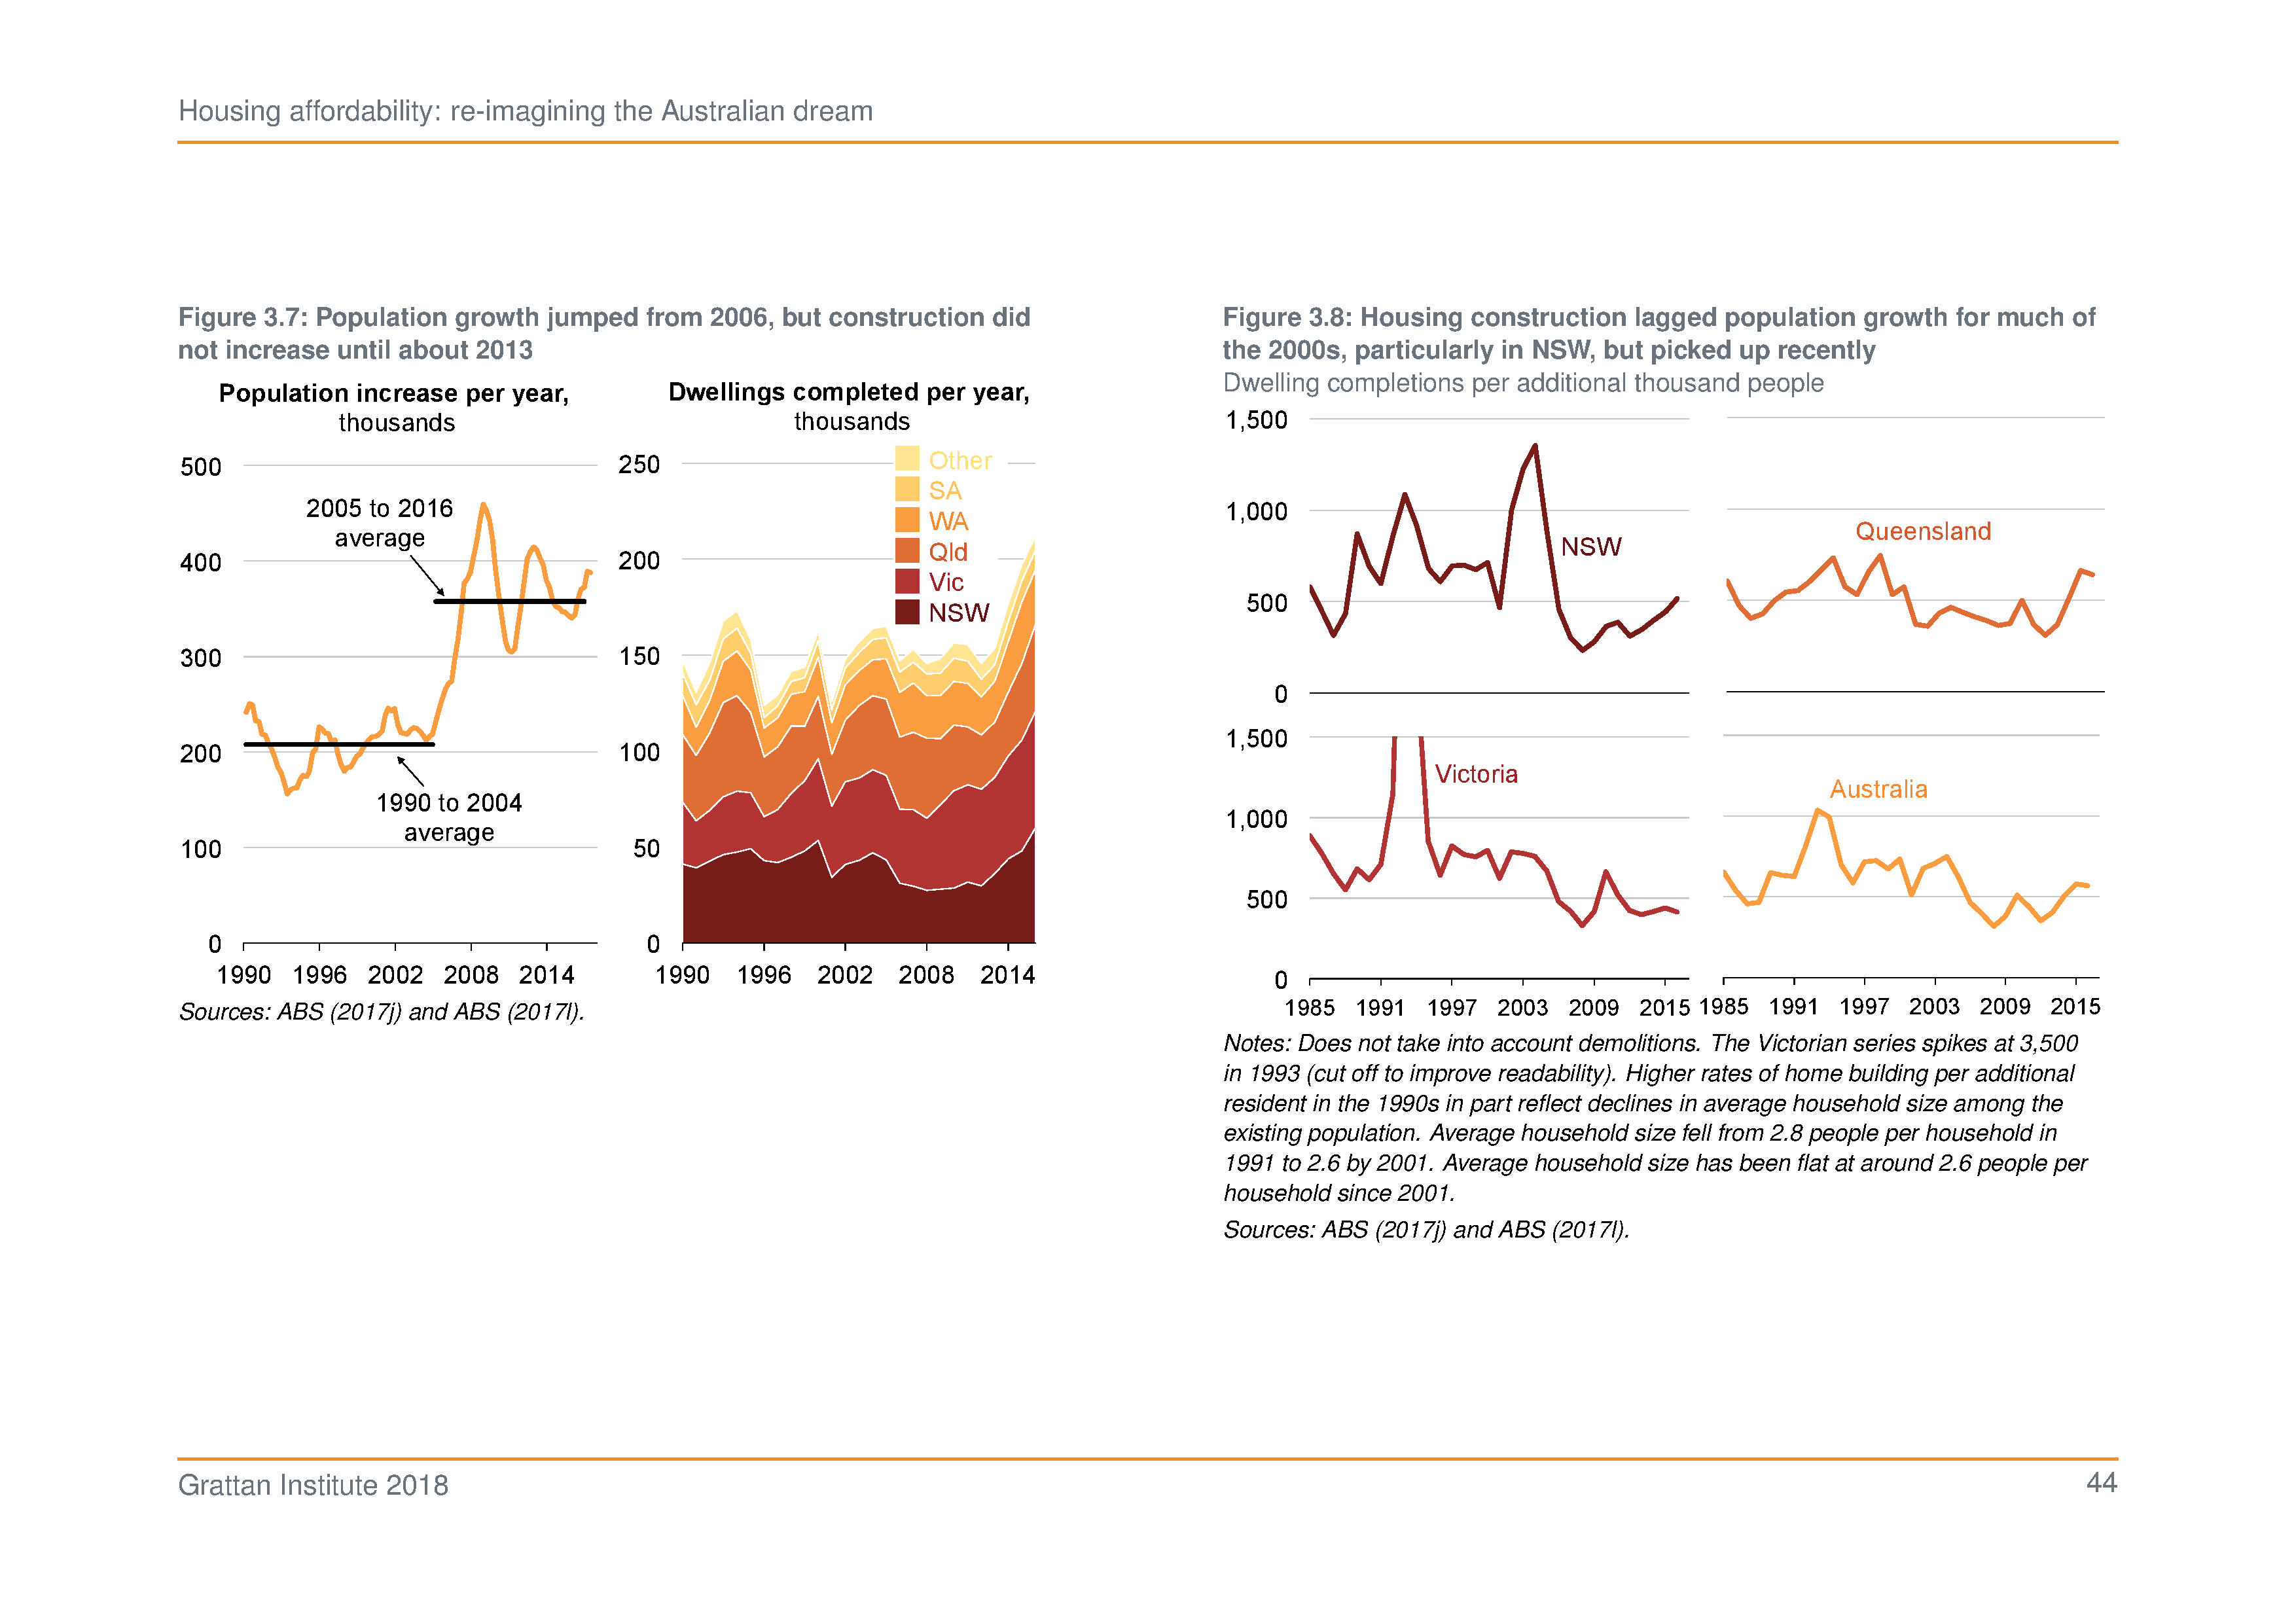 Housing affordability: re-imagining the Australian dream
Figure 3.7: Population growth jumped from 2006, but construction did
not increase until about 2013
Population increase per year,
thousands
500
400
300
200
100
0
2005 to 2016
average
1990 to 2004
average
1990 1996 2002 2008 2014
Dwellings completed per year,
thousands
250
200
150
100
50
0
Other
SA
WA
Qld
Vic
NSW
1990 1996 2002 2008 2014
Sources: ABS (2017j) and ABS (2017l).
Figure 3.8: Housing construction lagged population growth for much of
the 2000s, particularly in NSW, but picked up recently
Dwelling completions per additional thousand people
1,500
1,000
500
0
NSW
Queensland
1,500
1,000
500
0
Victoria
Australia
1985 1991 1997 2003 2009 2015 1985 1991 1997 2003 2009 2015
Notes: Does not take into account demolitions. The Victorian series spikes at 3,500
in 1993 (cut off to improve readability). Higher rates of home building per additional
resident in the 1990s in part reflect declines in average household size among the
existing population. Average household size fell from 2.8 people per household in
1991 to 2.6 by 2001. Average household size has been flat at around 2.6 people per
household since 2001.
Sources: ABS (2017j) and ABS (2017l).
Grattan Institute 2018
44